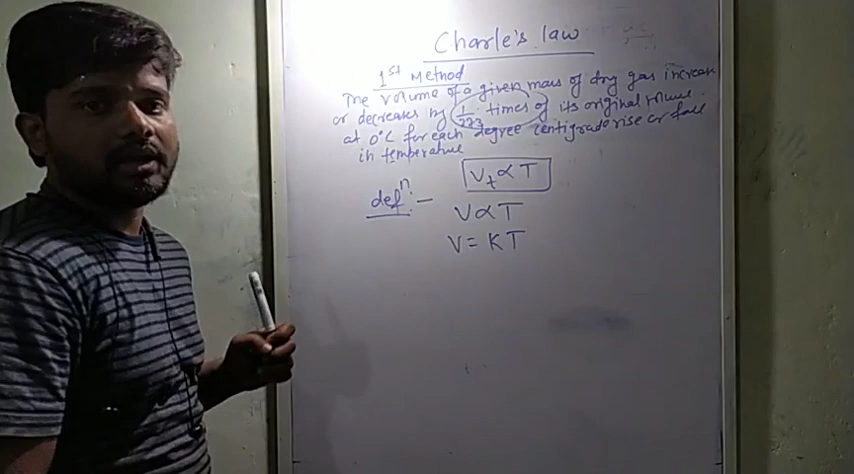 Charle's law
1st Method
The volume of a given mass of dry gas increase
or decreases by 1/273 times of its original volume
at 0°C for each degree centigrade rise or fall
in temperature
Vt ∝ T
defn: –
V ∝ T
V = KT